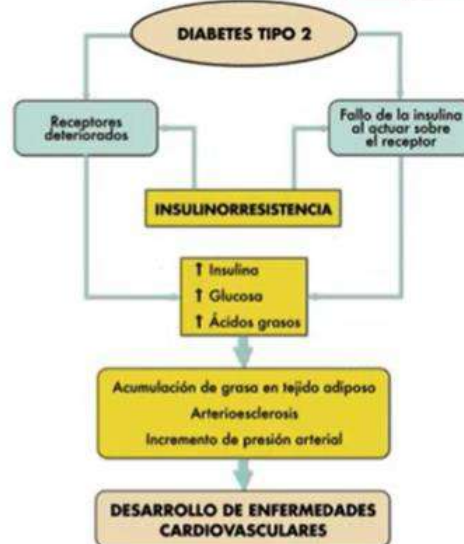 DIABETES TIPO 2
Receptores
deteriorados
Fallo de la insulina
al actuar sobre
el receptor
INSULINORRESISTENCIA
↑ Insulina
↑ Glucosa
↑ Ácidos grasos
Acumulación de grasa en tejido adiposo
Arterioesclerosis
Incremento de presión arterial
DESARROLLO DE ENFERMEDADES
CARDIOVASCULARES